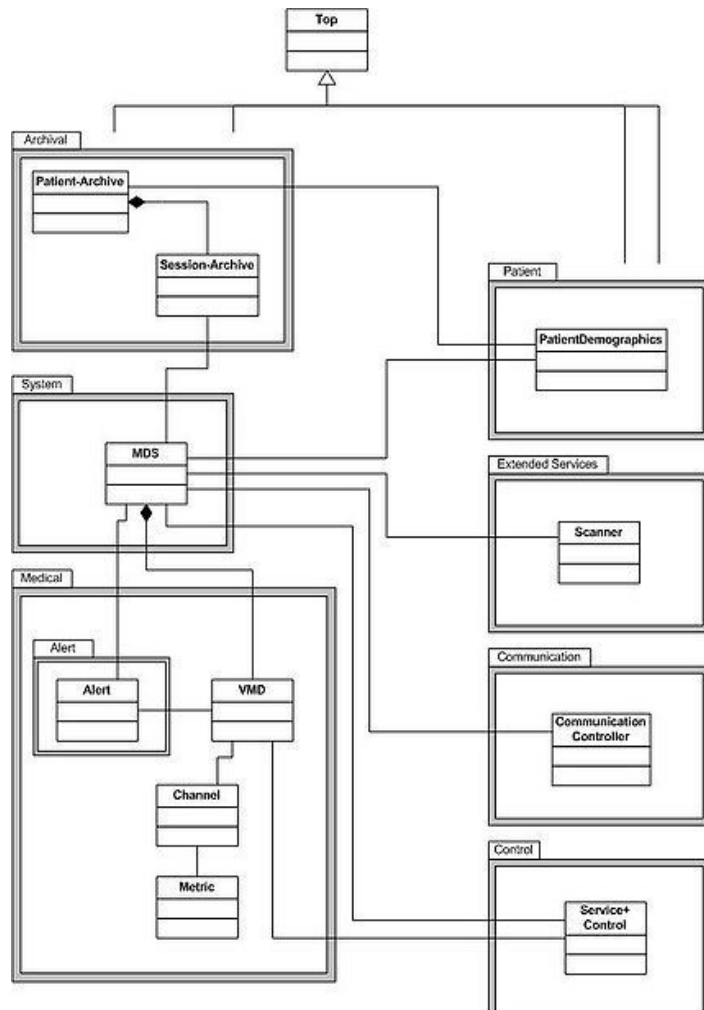 Top
Archival
Patient-Archive
Session-Archive
Patient
PatientDemographics
System
MDS
Extended Services
Scanner
Medical
Alert
Alert
VMD
Communication
Communication
Controller
Channel
Metric
Control
Service+
Control